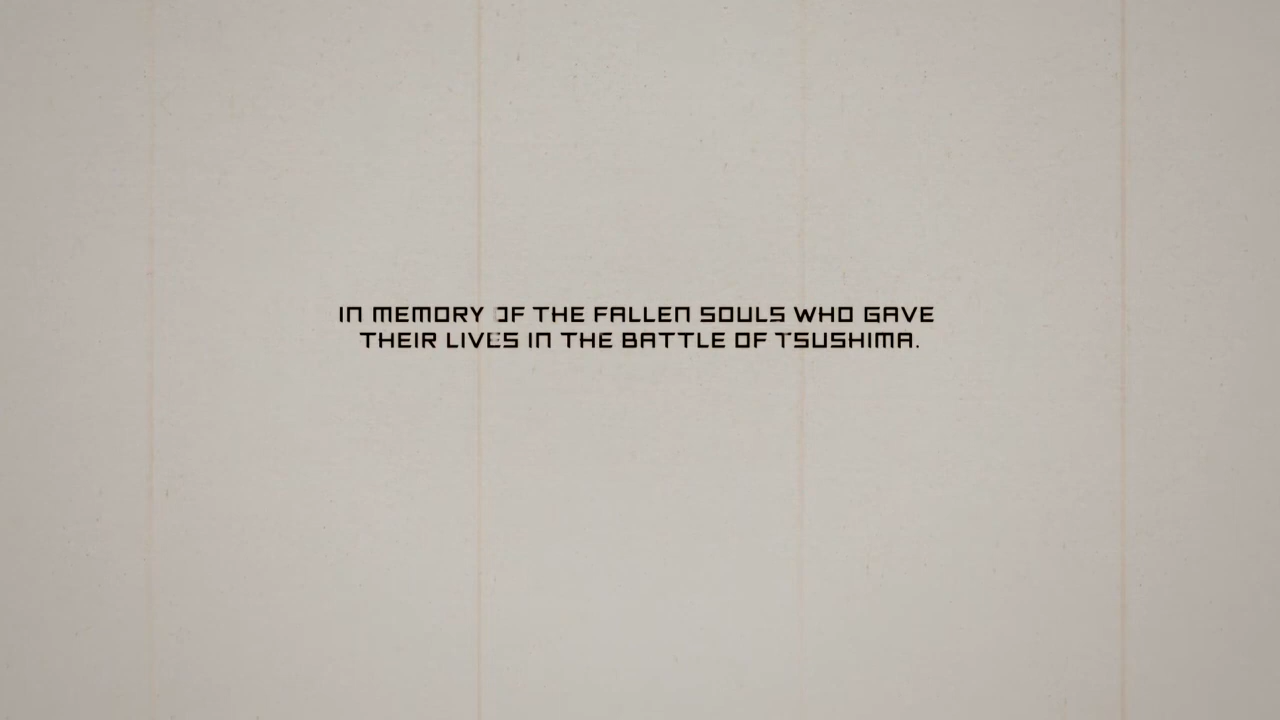 IN MEMORY OF THE FALLEN SOULS WHO GAVE
THEIR LIVES IN THE BATTLE OF TSUSHIMA.